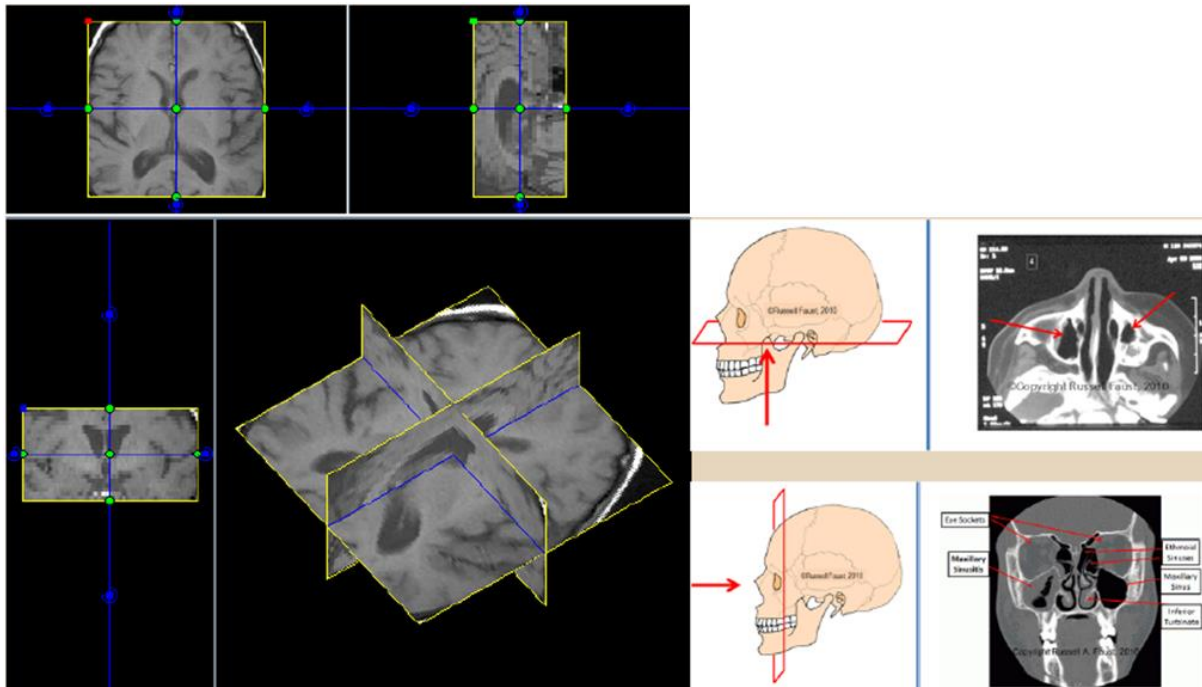 ©Russell Faust, 2010
4
©Copyright Russell Faust, 2010
©Russell Faust, 2010
Eye Sockets
Maxillary
Sinusitis
Ethmoid
Sinuses
Maxillary
Sinus
Inferior
Turbinate
Copyright Russell A. Faust, 2010